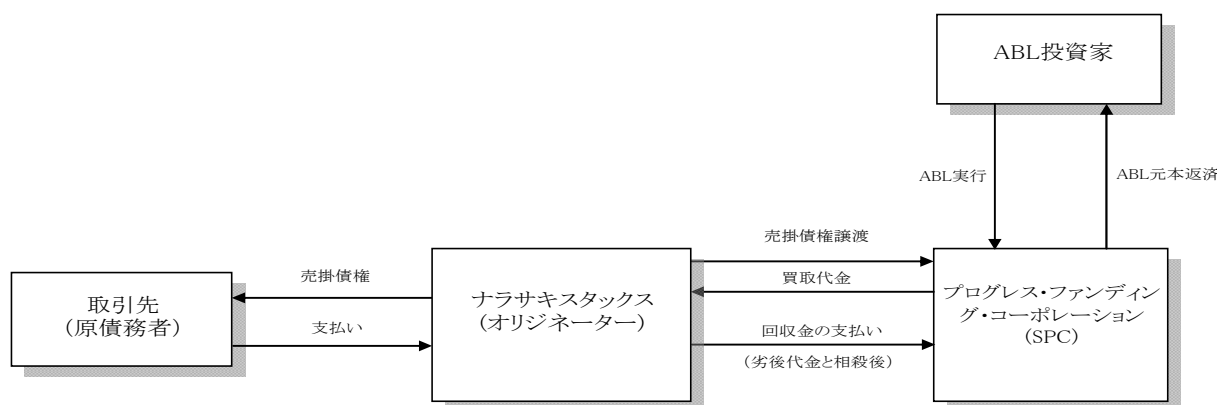 ABL投資家
ABL実行
ABL元本返済
売掛債権譲渡
買取代金
売掛債権
取引先
(原債務者)
支払い
ナラサキスタックス
(オリジネーター)
回収金の支払い
(劣後代金と相殺後)
プログレス・ファンディン
グ・コーポレーション
(SPC)